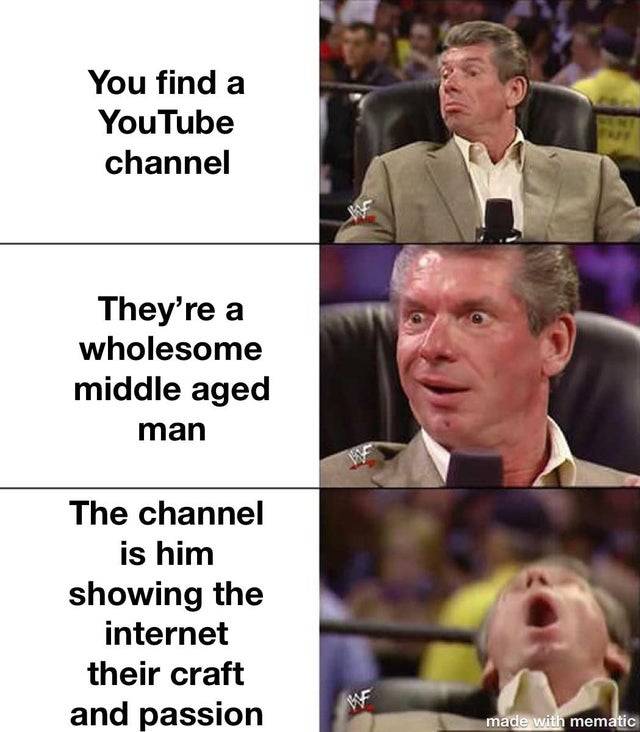 You find a
YouTube
channel
They’re a
wholesome
middle aged
man
The channel
is him
showing the
internet
their craft
and passion
made with mematic